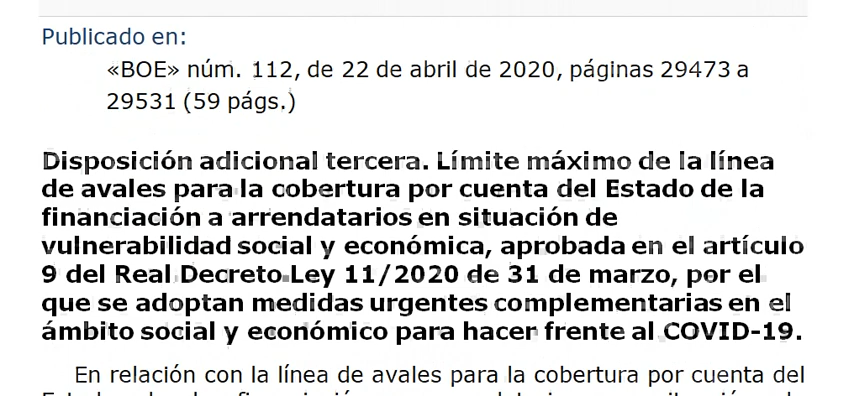 Publicado en:
«BOE» núm. 112, de 22 de abril de 2020, páginas 29473 a
29531 (59 págs.)
Disposición adicional tercera. Límite máximo de la línea
de avales para la cobertura por cuenta del Estado de la
financiación a arrendatarios en situación de
vulnerabilidad social y económica, aprobada en el artículo
9 del Real Decreto-Ley 11/2020 de 31 de marzo, por el
que se adoptan medidas urgentes complementarias en el
ámbito social y económico para hacer frente al COVID-19.
En relación con la línea de avales para la cobertura por cuenta del